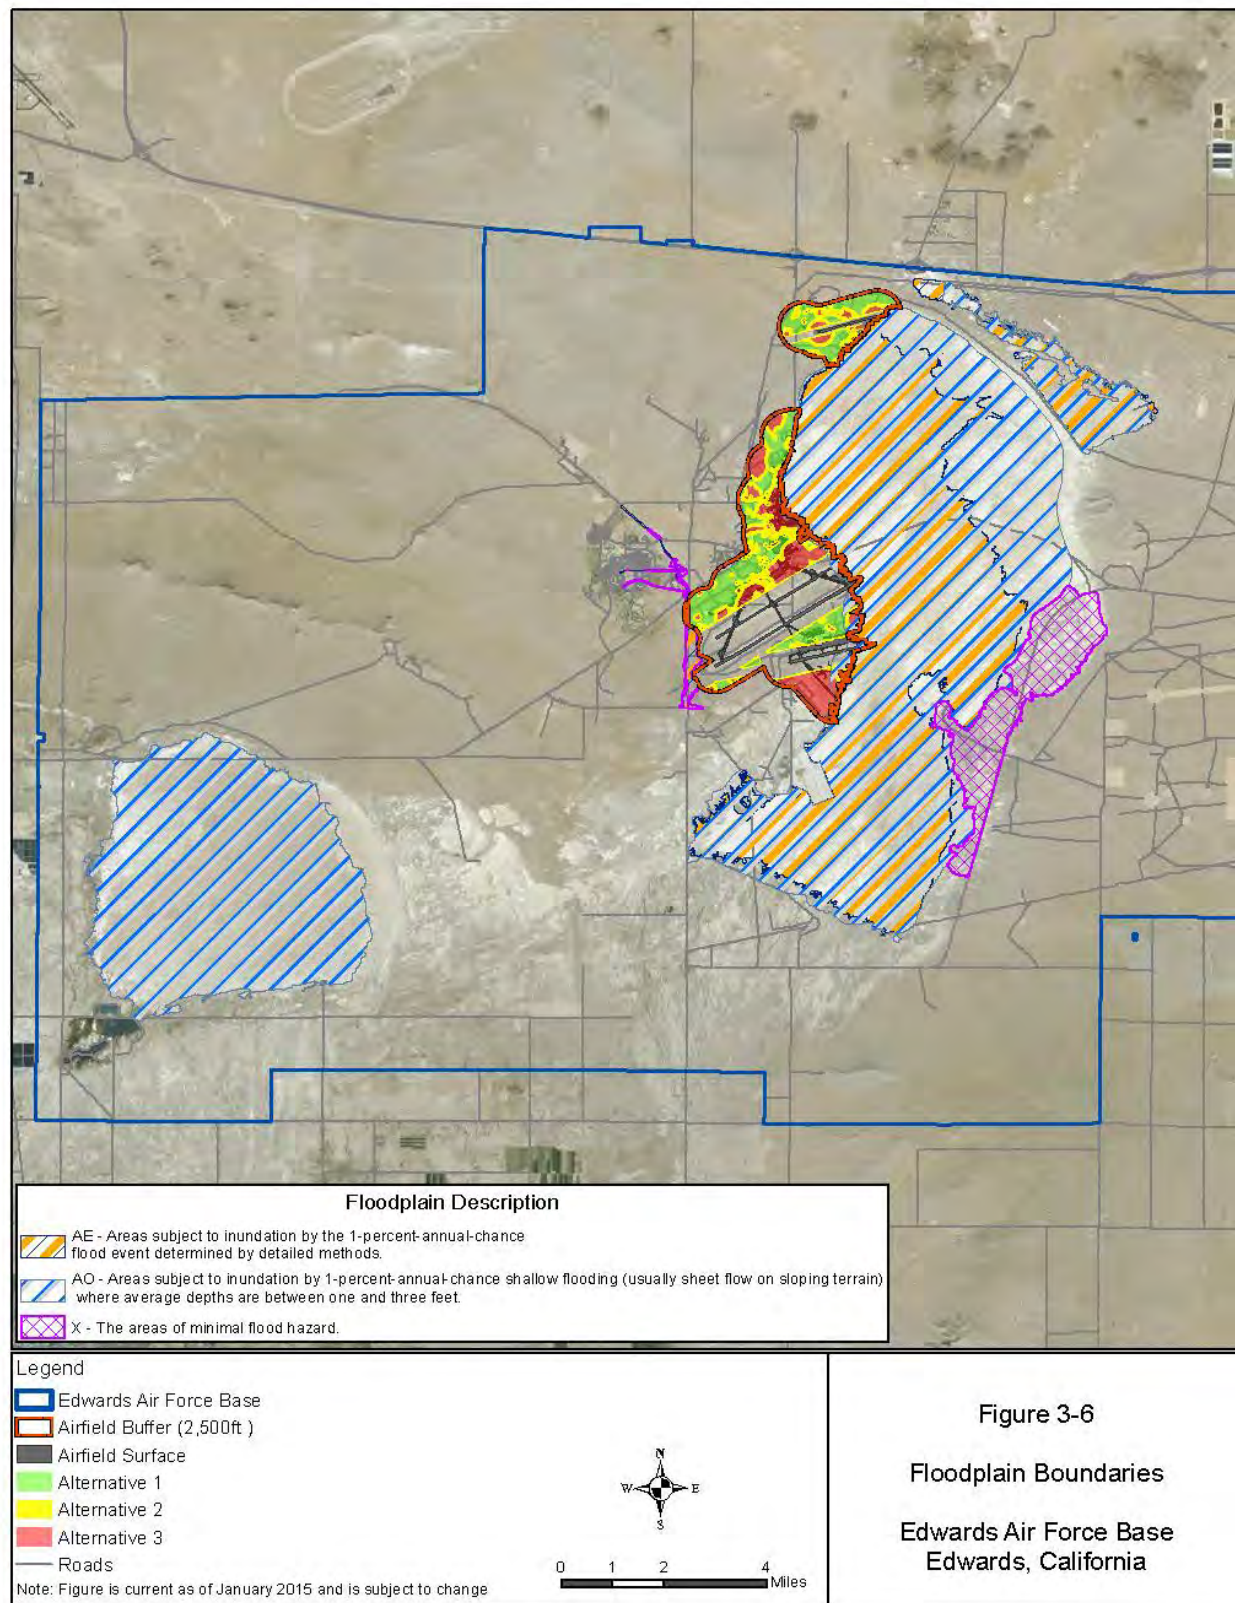 Floodplain Description
AE - Areas subject to inundation by the 1-percent-annual-chance
flood event determined by detailed methods.
AO - Areas subject to inundation by 1-percent-annual-chance shallow flooding (usually sheet flow on sloping terrain)
where average depths are between one and three feet.
X - The areas of minimal flood hazard.
Legend
Edwards Air Force Base
Airfield Buffer (2,500ft )
Airfield Surface
Alternative 1
Alternative 2
Alternative 3
Roads
Note: Figure is current as of January 2015 and is subject to change
N
W E
S
0 1 2 4
Miles
Figure 3-6
Floodplain Boundaries
Edwards Air Force Base
Edwards, California